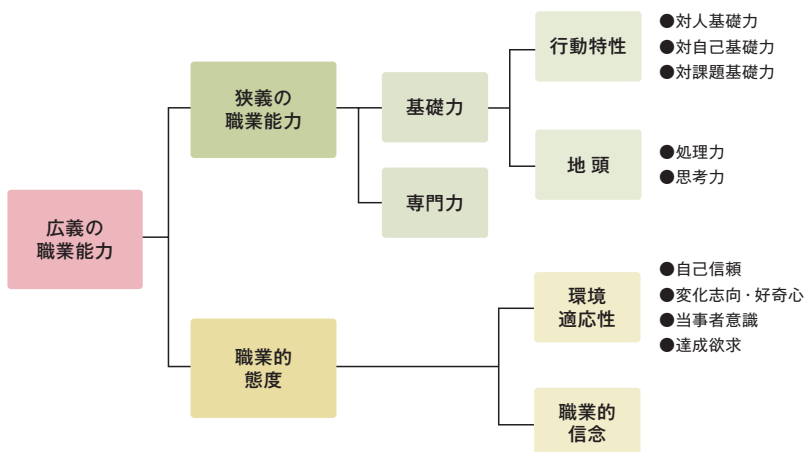 広義の
職業能力
狭義の
職業能力
基礎力
行動特性
●対人基礎力
●対自己基礎力
●対課題基礎力
地頭
●処理力
●思考力
専門力
職業的
態度
環境
適応性
●自己信頼
●変化志向・好奇心
●当事者意識
●達成欲求
職業的
信念